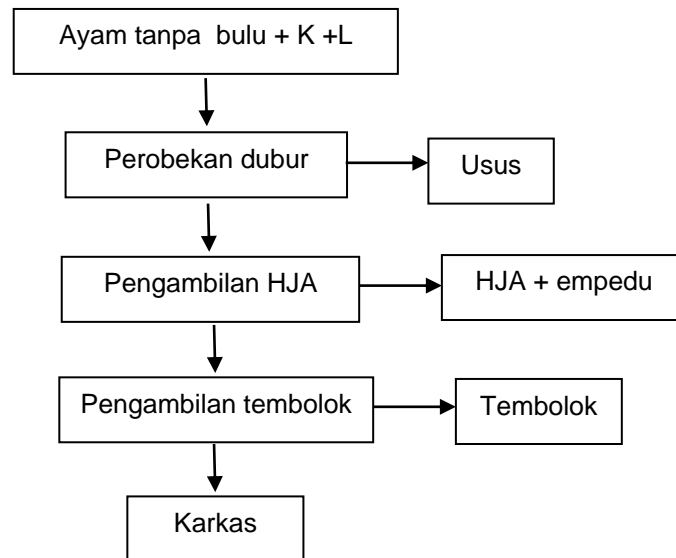 Ayam tanpa bulu + K +L
Perobekan dubur
Usus
Pengambilan HJA
HJA + empedu
Pengambilan tembolok
Tembolok
Karkas